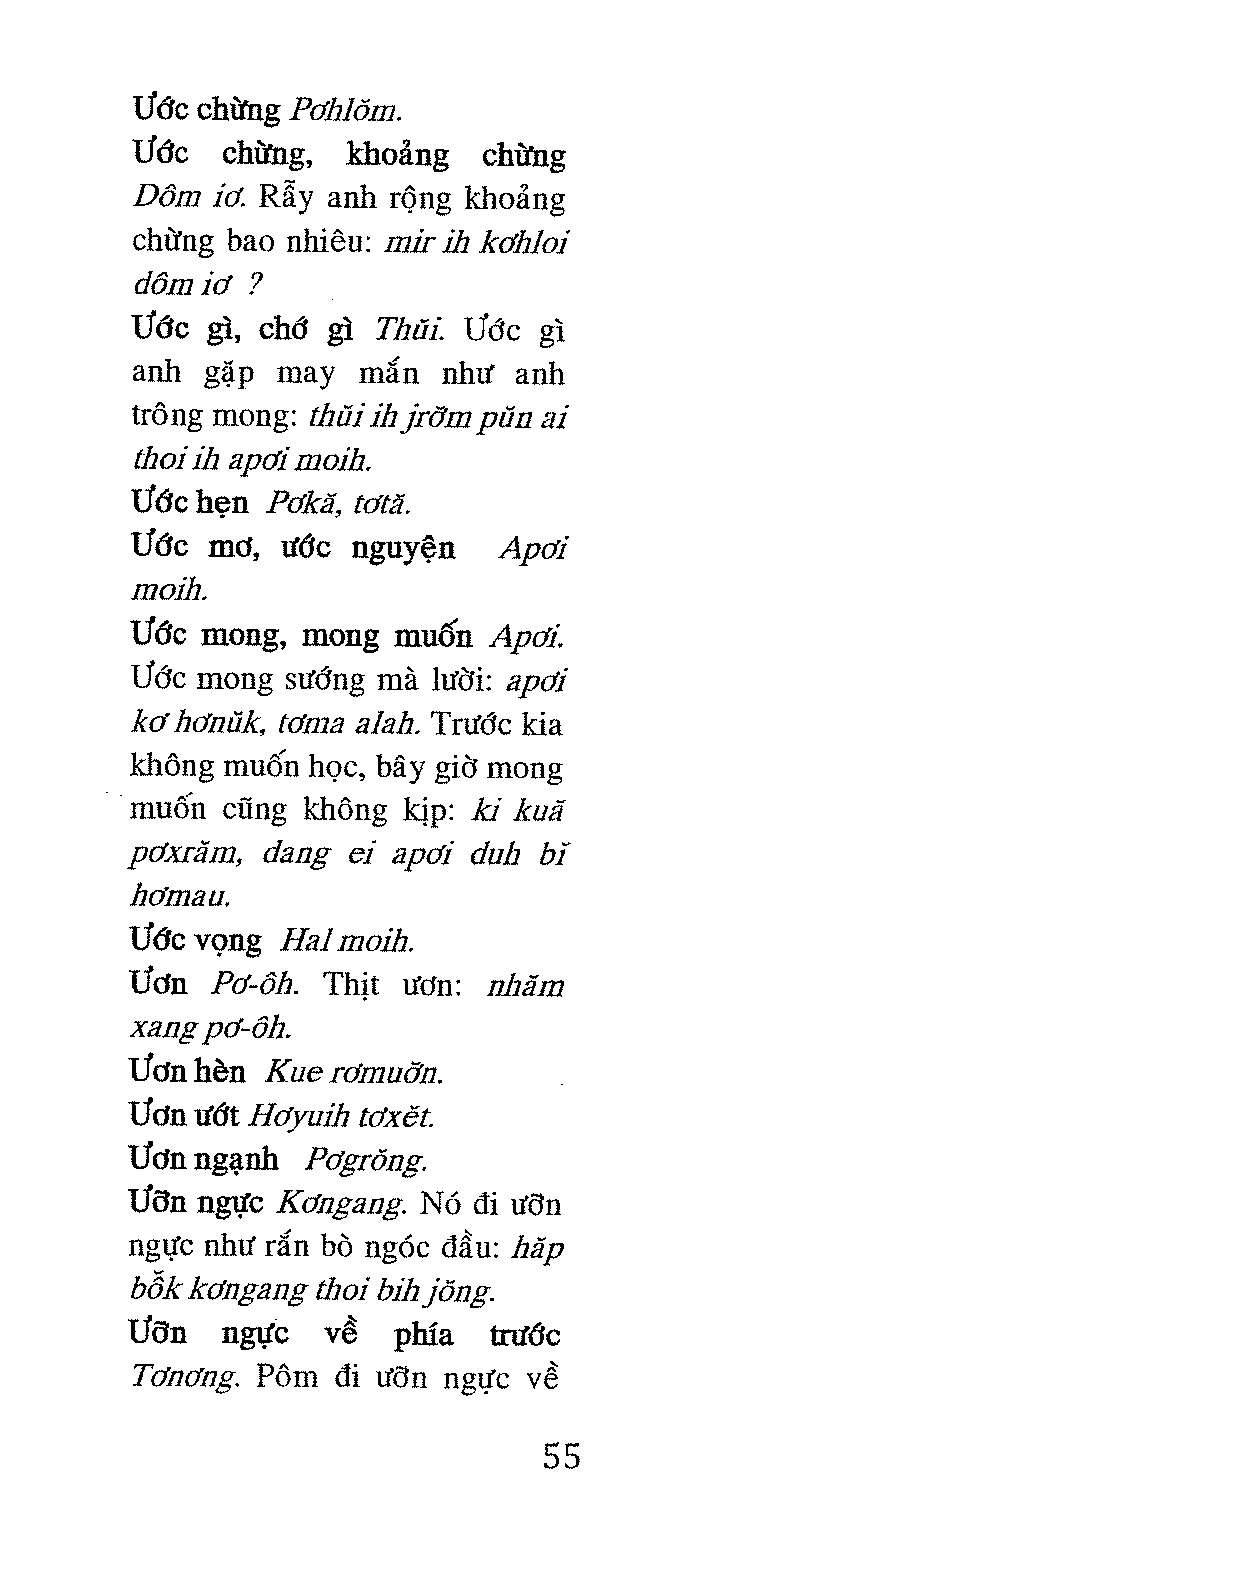 Ước chừng Pơhlŏm.
Ước chừng, khoảng chừng
Dôm iơ. Rẫy anh rộng khoảng
chừng bao nhiêu: mir ih kơhloi
dôm iơ ?
Ước gì, chớ gì Thŭi. Ước gì
anh gặp may mắn như anh
trông mong: thŭi ih jrơ̆m pŭn ai
thoi ih apơi moih.
Ước hẹn Pơkă, tơtă.
Ước mơ, ước nguyện Apơi
moih.
Ước mong, mong muốn Apơi.
Ước mong sướng mà lười: apơi
kơ hơnŭk, tơma alah. Trước kia
không muốn học, bây giờ mong
muốn cũng không kịp: ki kuă
pơxrăm, dang ei apơi duh bĭ
hơmau.
Ước vọng Hal moih.
Ươn Pơ-ôh. Thịt ươn: nhăm
xang pơ-ôh.
Ươn hèn Kue rơmuơ̆n.
Ươn ướt Hơyuih tơxĕt.
Ươn ngạnh Pơgrŏng.
Ưỡn ngực Kơngang. Nó đi ưỡn
ngực như rắn bò ngóc đầu: hăp
bô̆k kơngang thoi bih jŏng.
Ưỡn ngực về phía trước
Tơnơng. Pôm đi ưỡn ngực về
55